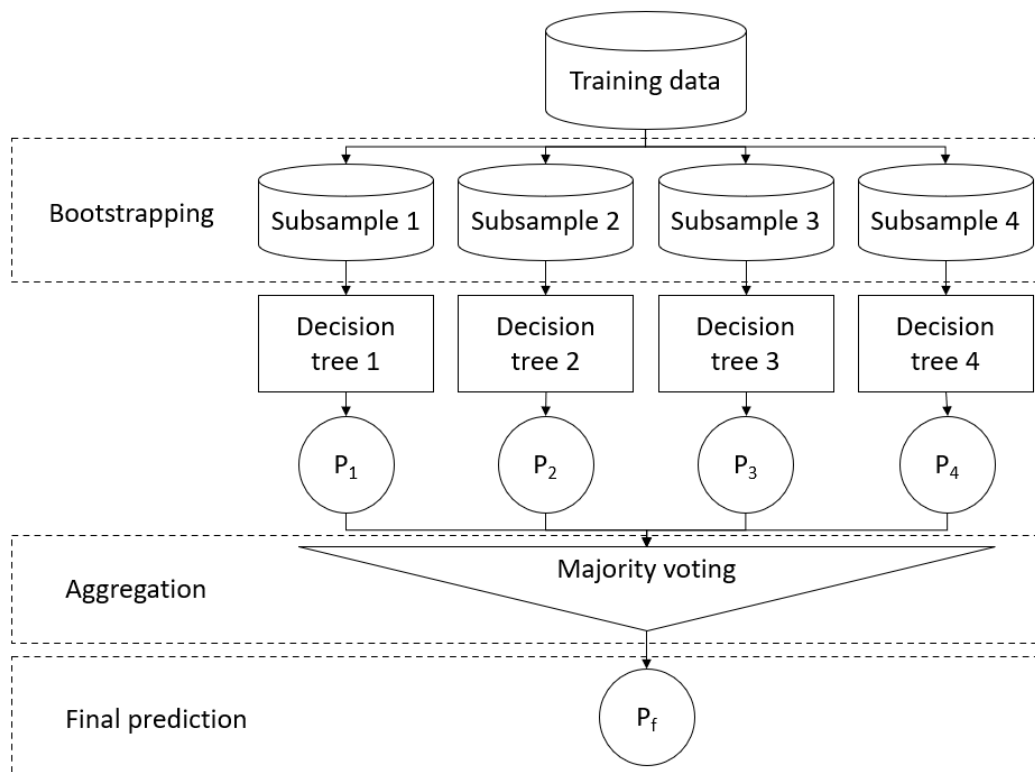 Training data
Bootstrapping
Subsample 1
Subsample 2
Subsample 3
Subsample 4
Decision
tree 1
Decision
tree 2
Decision
tree 3
Decision
tree 4
P₁
P₂
P₃
P₄
Aggregation
Majority voting
Final prediction
P_f